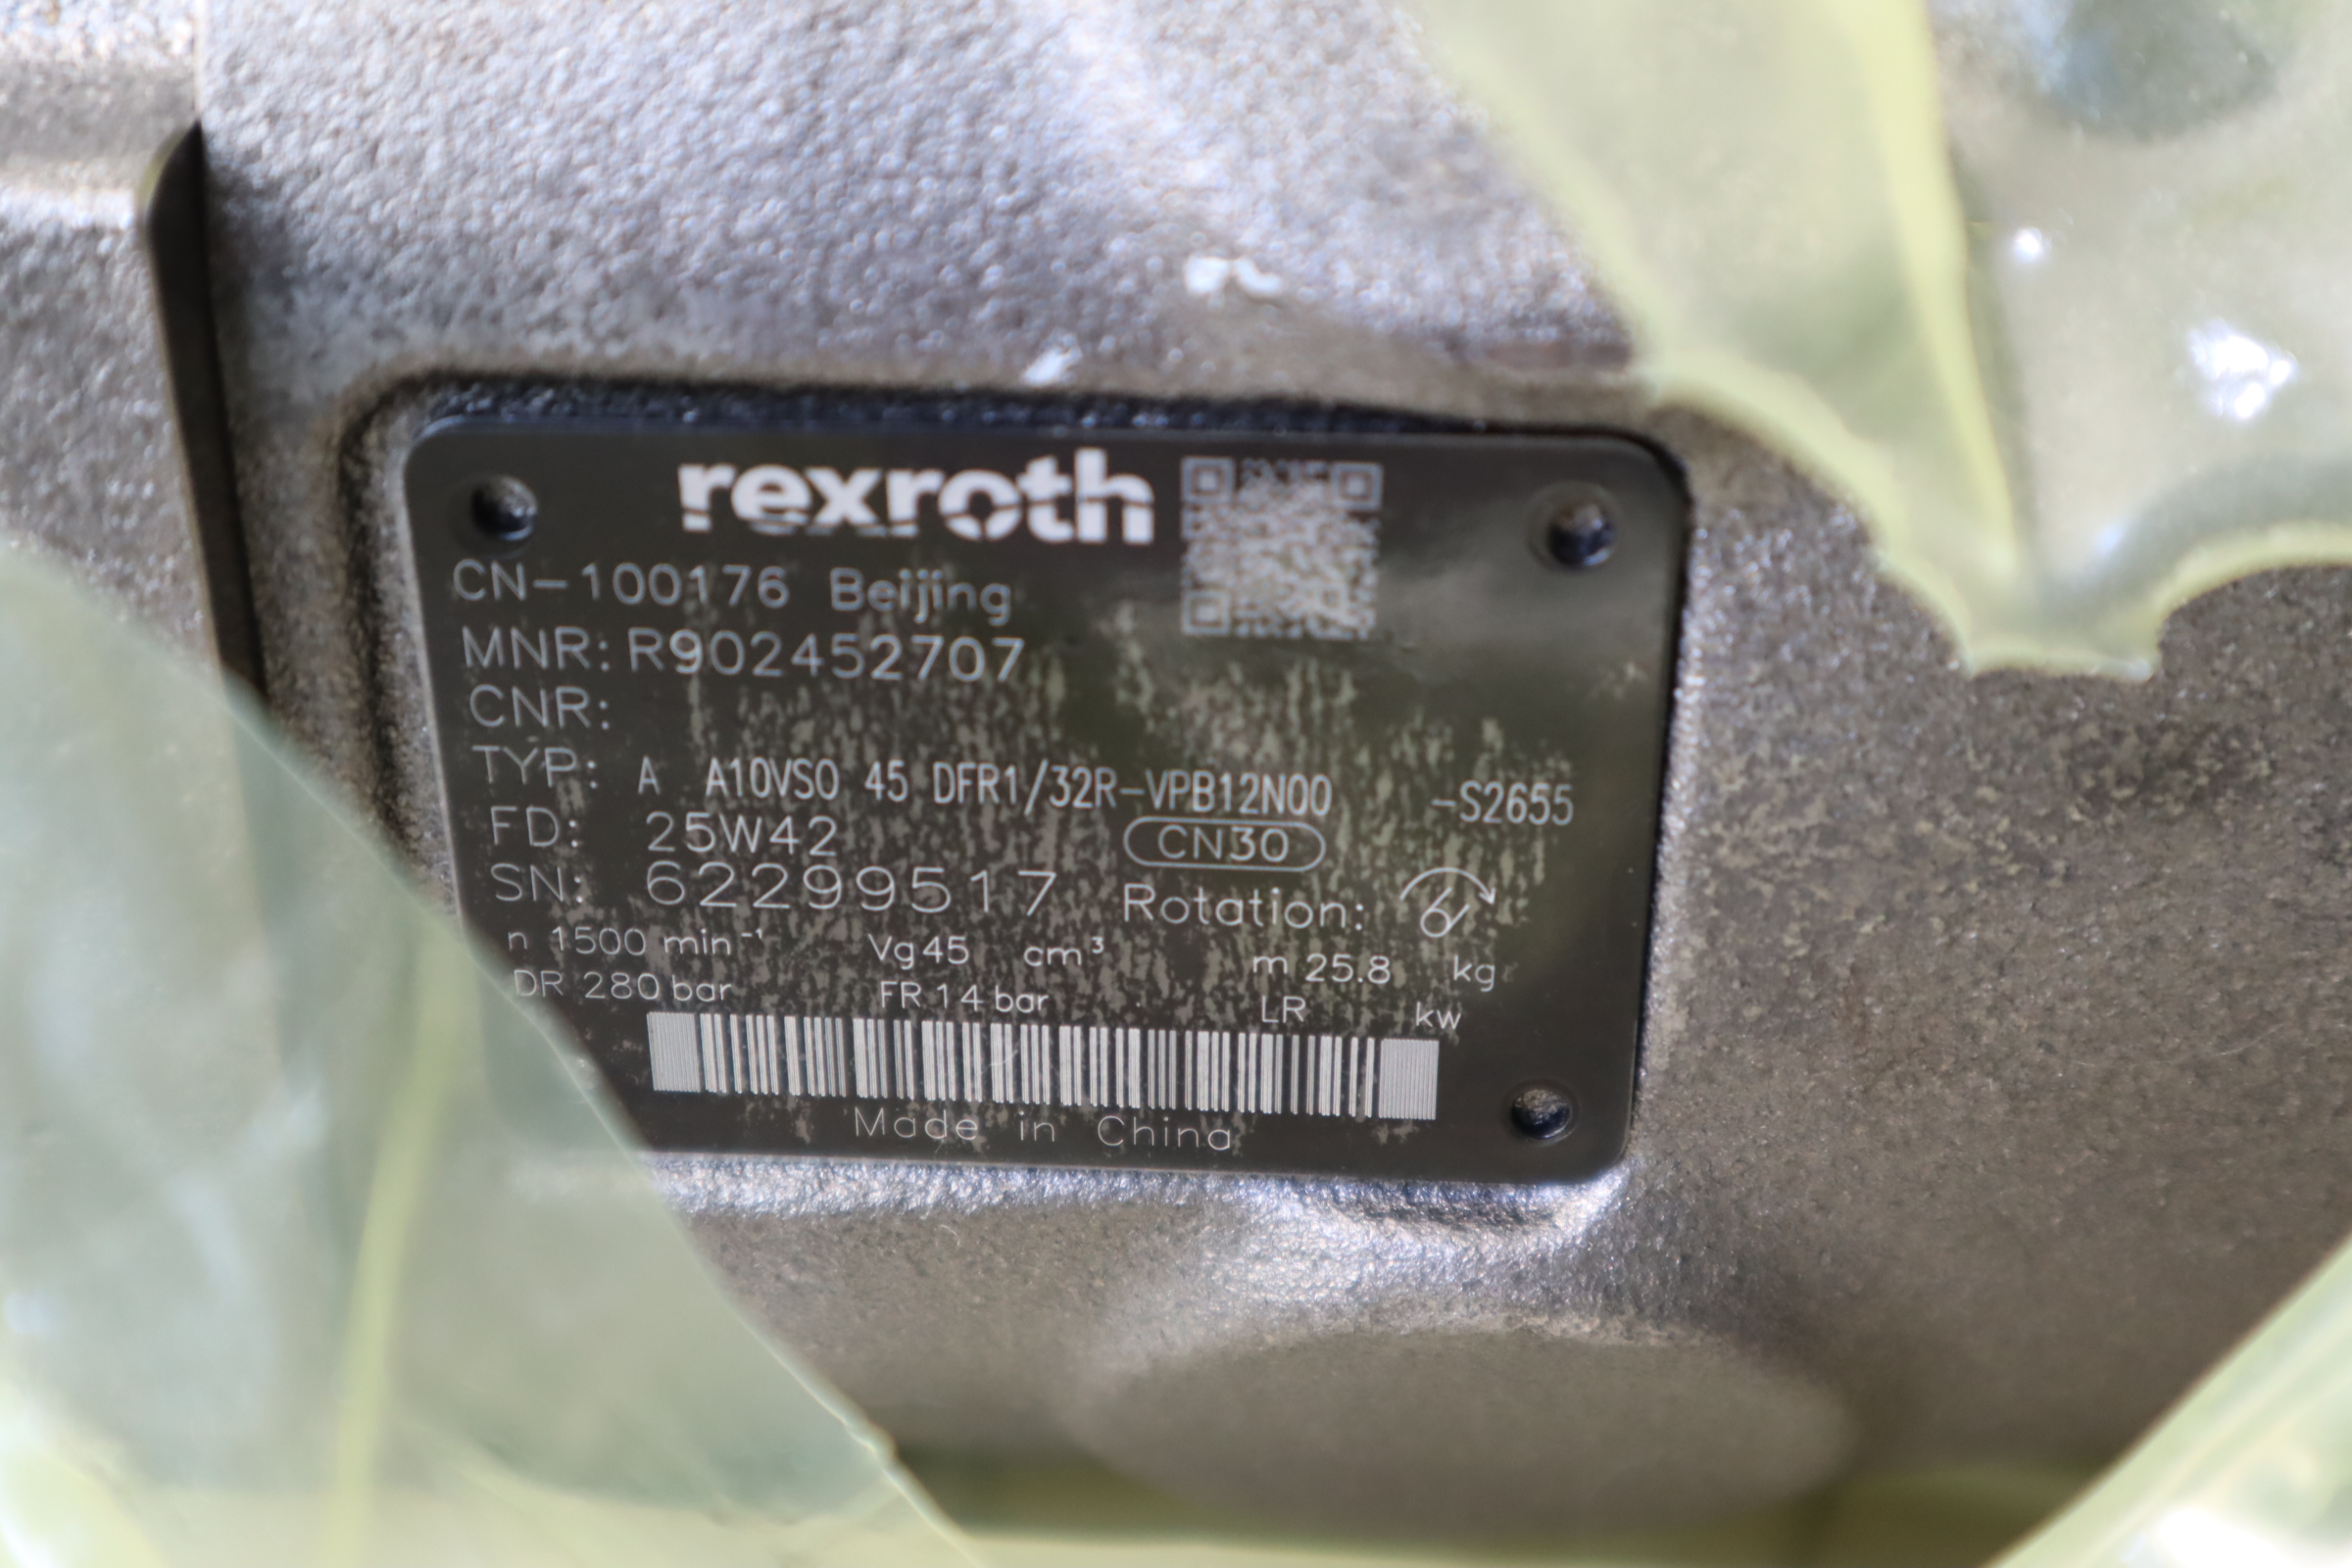 rexroth
CN-100176 Beijing
MNR: R902452707
CNR:
TYP: A A10VSO 45 DFR1/32R-VPB12N00 -S2655
FD: 25W42 CN30
SN: 62299517 Rotation:
n 1500 min⁻¹ Vg45 cm³ m 25.8 kg
DR 280 bar FR 14 bar LR kw
Made in China